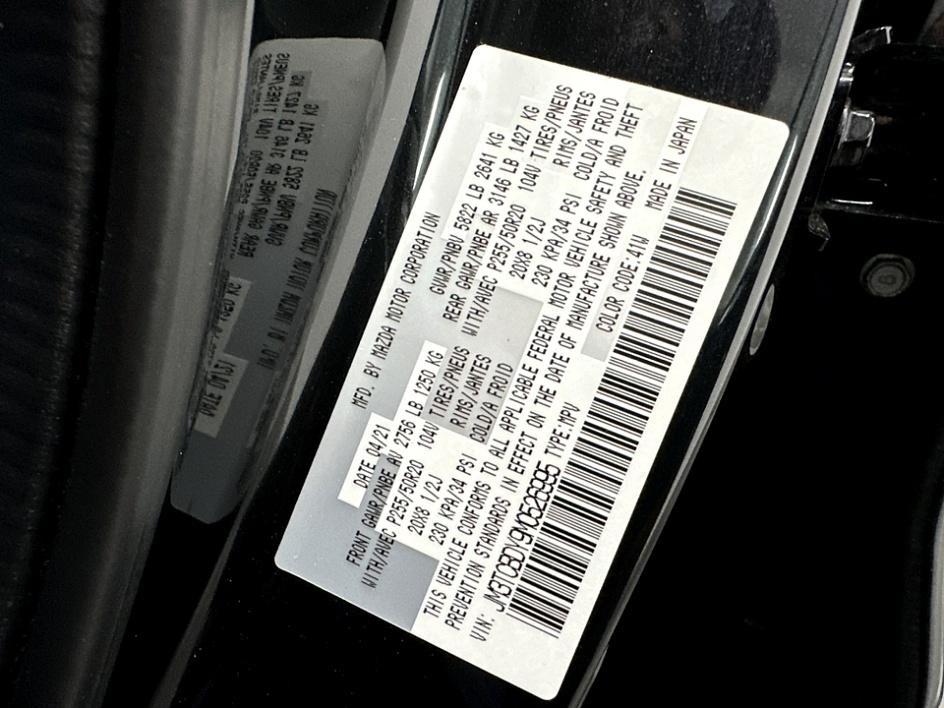 MFD. BY MAZDA MOTOR CORPORATION
DATE 04/21 GVWR/PNBV 5822 LB 2641 KG
FRONT GAWR/PNBE AV 2756 LB 1250 KG REAR GAWR/PNBE AR 3146 LB 1427 KG
WITH/AVEC P255/50R20 104V TIRES/PNEUS WITH/AVEC P255/50R20 104V TIRES/PNEUS
20X8 1/2J RIMS/JANTES 20X8 1/2J RIMS/JANTES
230 KPA/34 PSI COLD/A FROID 230 KPA/34 PSI COLD/A FROID
THIS VEHICLE CONFORMS TO ALL APPLICABLE FEDERAL MOTOR VEHICLE SAFETY AND THEFT
PREVENTION STANDARDS IN EFFECT ON THE DATE OF MANUFACTURE SHOWN ABOVE.
VIN: JM3TCBDY9M0526995 TYPE: MPV COLOR CODE: 41W MADE IN JAPAN